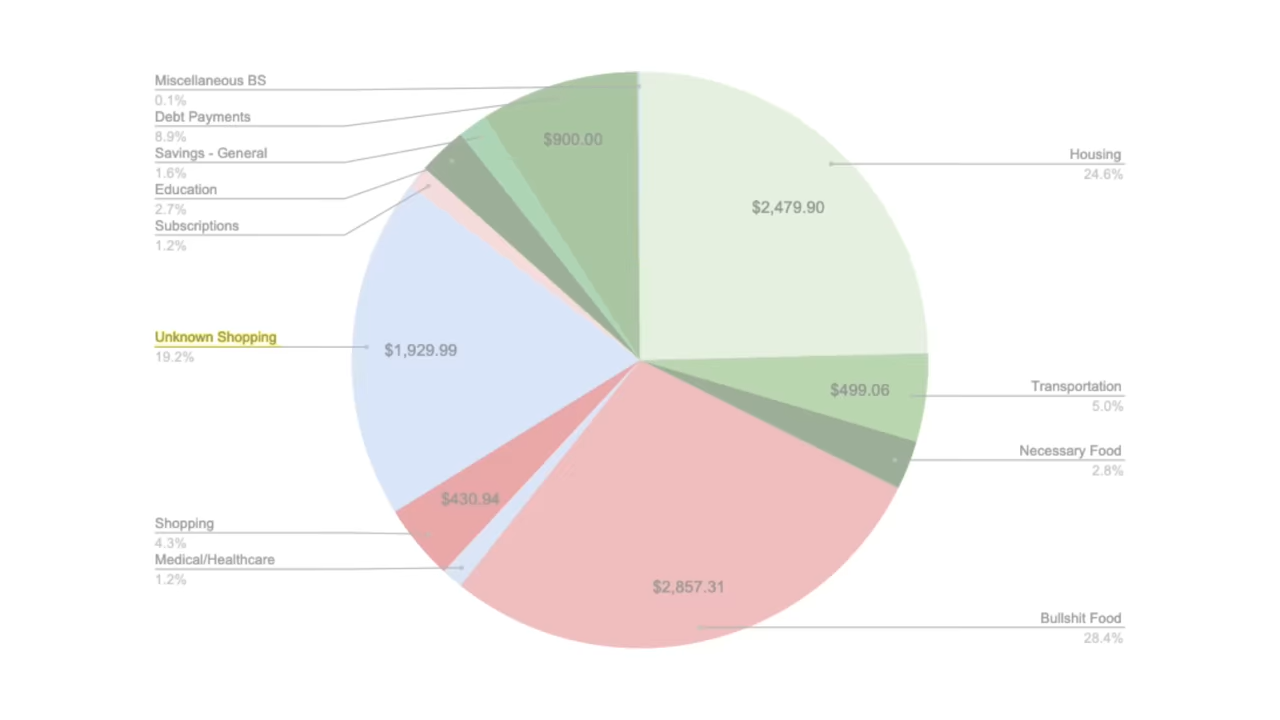 Miscellaneous BS
0.1%
Debt Payments
8.9%
Savings - General
1.6%
Education
2.7%
Subscriptions
1.2%
Unknown Shopping
19.2%
Shopping
4.3%
Medical/Healthcare
1.2%
$900.00
$2,479.90
$1,929.99
$499.06
$430.94
$2,857.31
Housing
24.6%
Transportation
5.0%
Necessary Food
2.8%
Bullshit Food
28.4%